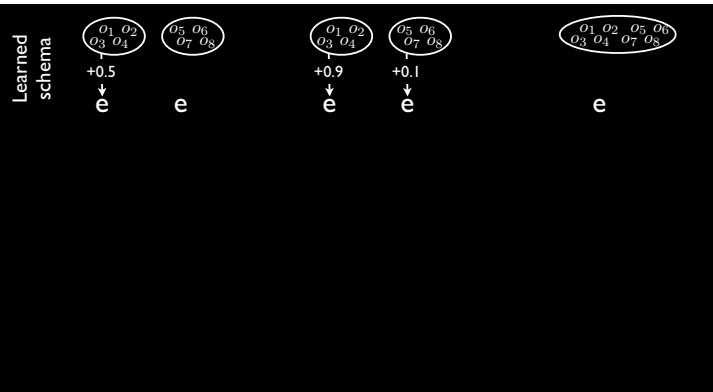 Learned
schema
o1 o2
o3 o4
o5 o6
o7 o8
o1 o2
o3 o4
o5 o6
o7 o8
o1 o2 o5 o6
o3 o4 o7 o8
+0.5
+0.9
+0.1
e
e
e
e
e